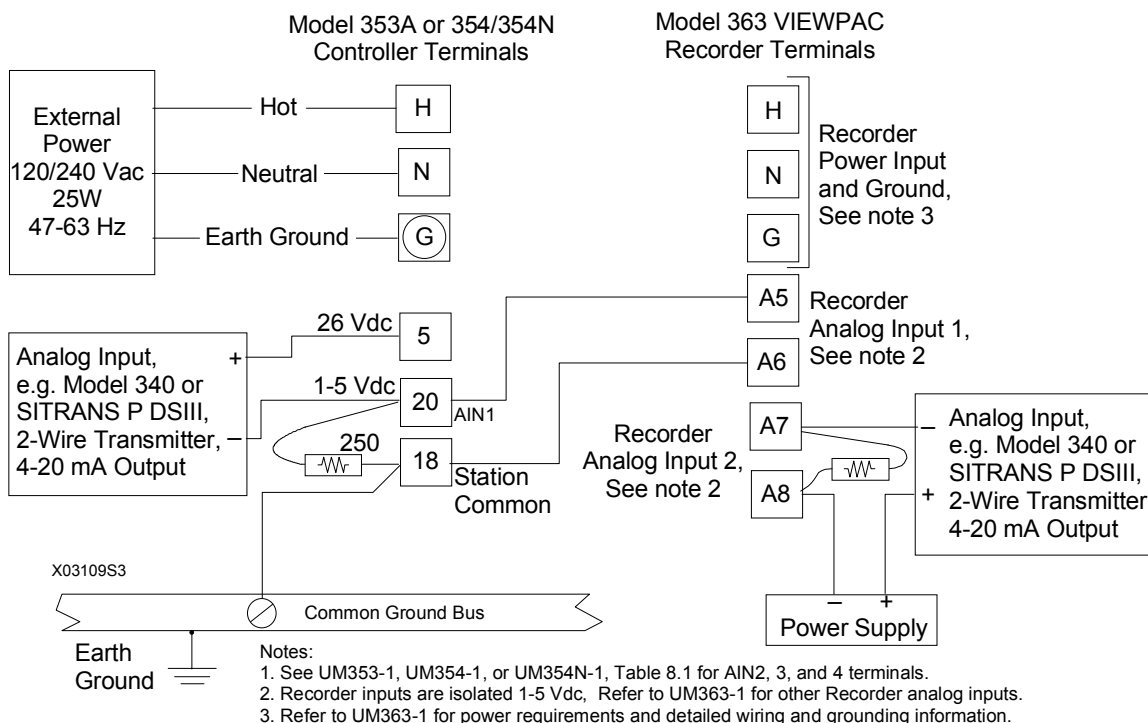 Model 353A or 354/354N
Controller Terminals
Model 363 VIEWPAC
Recorder Terminals
External
Power
120/240 Vac
25W
47-63 Hz
Hot
H
Neutral
N
Earth Ground
G
H
N
G
Recorder
Power Input
and Ground,
See note 3
Analog Input,
e.g. Model 340 or
SITRANS P DSIII,
2-Wire Transmitter,
4-20 mA Output
+
–
26 Vdc
5
1-5 Vdc
20
AIN1
250
18
Station
Common
A5
A6
Recorder
Analog Input 1,
See note 2
Recorder
Analog Input 2,
See note 2
A7
A8
–
+
Analog Input,
e.g. Model 340 or
SITRANS P DSIII,
2-Wire Transmitter
4-20 mA Output
– +
Power Supply
X03109S3
Common Ground Bus
Earth
Ground
Notes:
1. See UM353-1, UM354-1, or UM354N-1, Table 8.1 for AIN2, 3, and 4 terminals.
2. Recorder inputs are isolated 1-5 Vdc, Refer to UM363-1 for other Recorder analog inputs.
3. Refer to UM363-1 for power requirements and detailed wiring and grounding information.